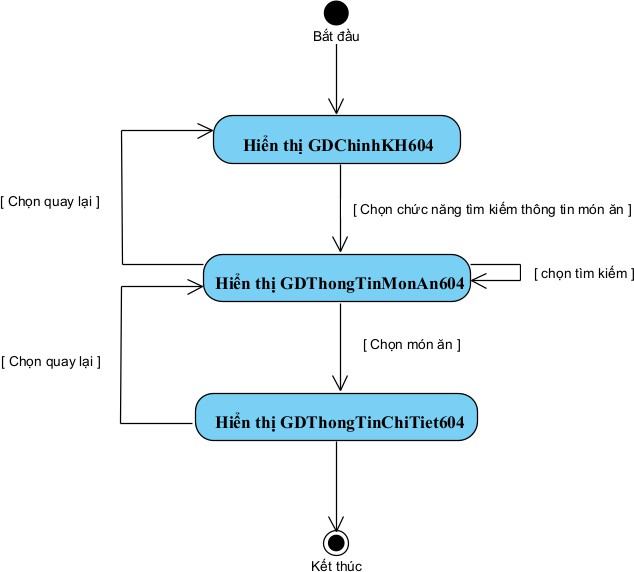 Bắt đầu
Hiển thị GDChinhKH604
[ Chọn quay lại ]
[ Chọn chức năng tìm kiếm thông tin món ăn ]
Hiển thị GDThongTinMonAn604
[ chọn tìm kiếm ]
[ Chọn món ăn ]
[ Chọn quay lại ]
Hiển thị GDThongTinChiTiet604
Kết thúc